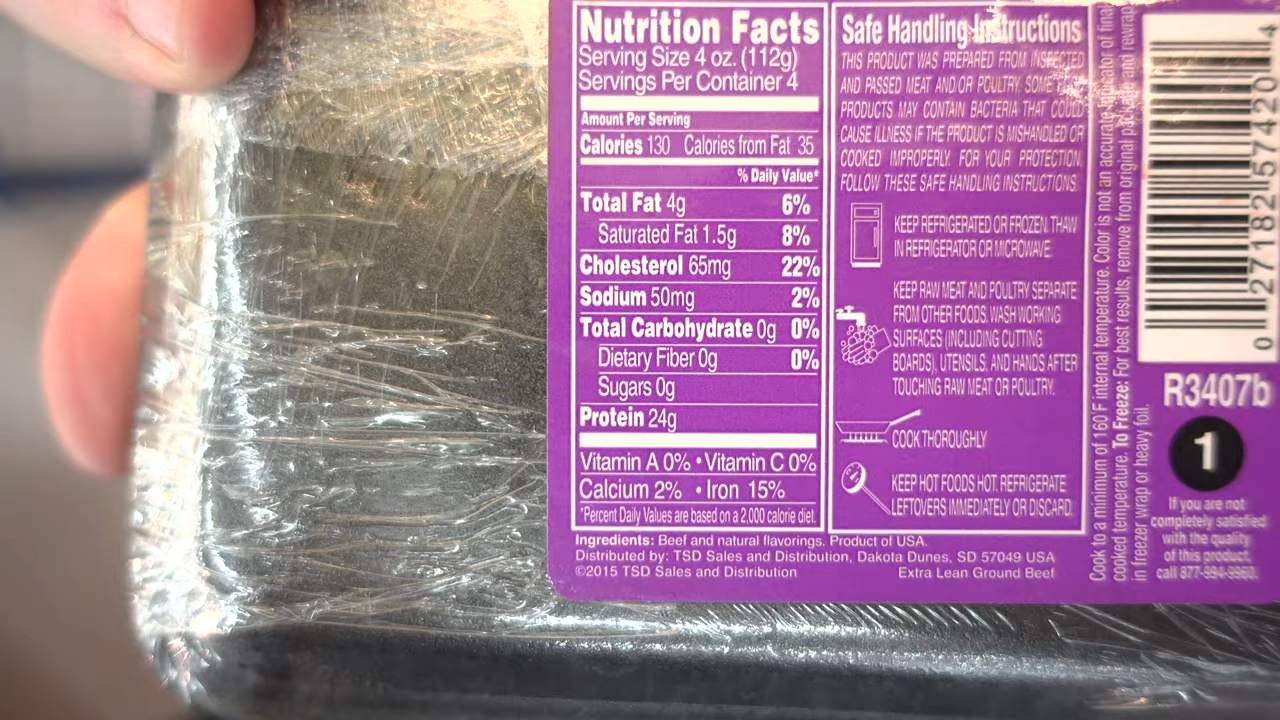 Nutrition Facts
Serving Size 4 oz. (112g)
Servings Per Container 4
Amount Per Serving
Calories 130 Calories from Fat 35
% Daily Value*
Total Fat 4g 6%
Saturated Fat 1.5g 8%
Cholesterol 65mg 22%
Sodium 50mg 2%
Total Carbohydrate 0g 0%
Dietary Fiber 0g 0%
Sugars 0g
Protein 24g
Vitamin A 0% • Vitamin C 0%
Calcium 2% • Iron 15%
*Percent Daily Values are based on a 2,000 calorie diet.
Safe Handling Instructions
THIS PRODUCT WAS PREPARED FROM INSPECTED
AND PASSED MEAT AND/OR POULTRY. SOME FOOD
PRODUCTS MAY CONTAIN BACTERIA THAT COULD
CAUSE ILLNESS IF THE PRODUCT IS MISHANDLED OR
COOKED IMPROPERLY. FOR YOUR PROTECTION,
FOLLOW THESE SAFE HANDLING INSTRUCTIONS.
KEEP REFRIGERATED OR FROZEN. THAW
IN REFRIGERATOR OR MICROWAVE.
KEEP RAW MEAT AND POULTRY SEPARATE
FROM OTHER FOODS. WASH WORKING
SURFACES (INCLUDING CUTTING
BOARDS), UTENSILS, AND HANDS AFTER
TOUCHING RAW MEAT OR POULTRY.
COOK THOROUGHLY
KEEP HOT FOODS HOT. REFRIGERATE
LEFTOVERS IMMEDIATELY OR DISCARD.
Ingredients: Beef and natural flavorings. Product of USA.
Distributed by: TSD Sales and Distribution, Dakota Dunes, SD 57049 USA
©2015 TSD Sales and Distribution Extra Lean Ground Beef
Cook to a minimum of 160°F internal temperature. Color is not an accurate indicator of final
cooked temperature. To Freeze: For best results, remove from original package and rewrap
in freezer wrap or heavy foil.
0 27182 57420 4
R3407b
1
If you are not
completely satisfied
with the quality
of this product,
call 877-994-9960.